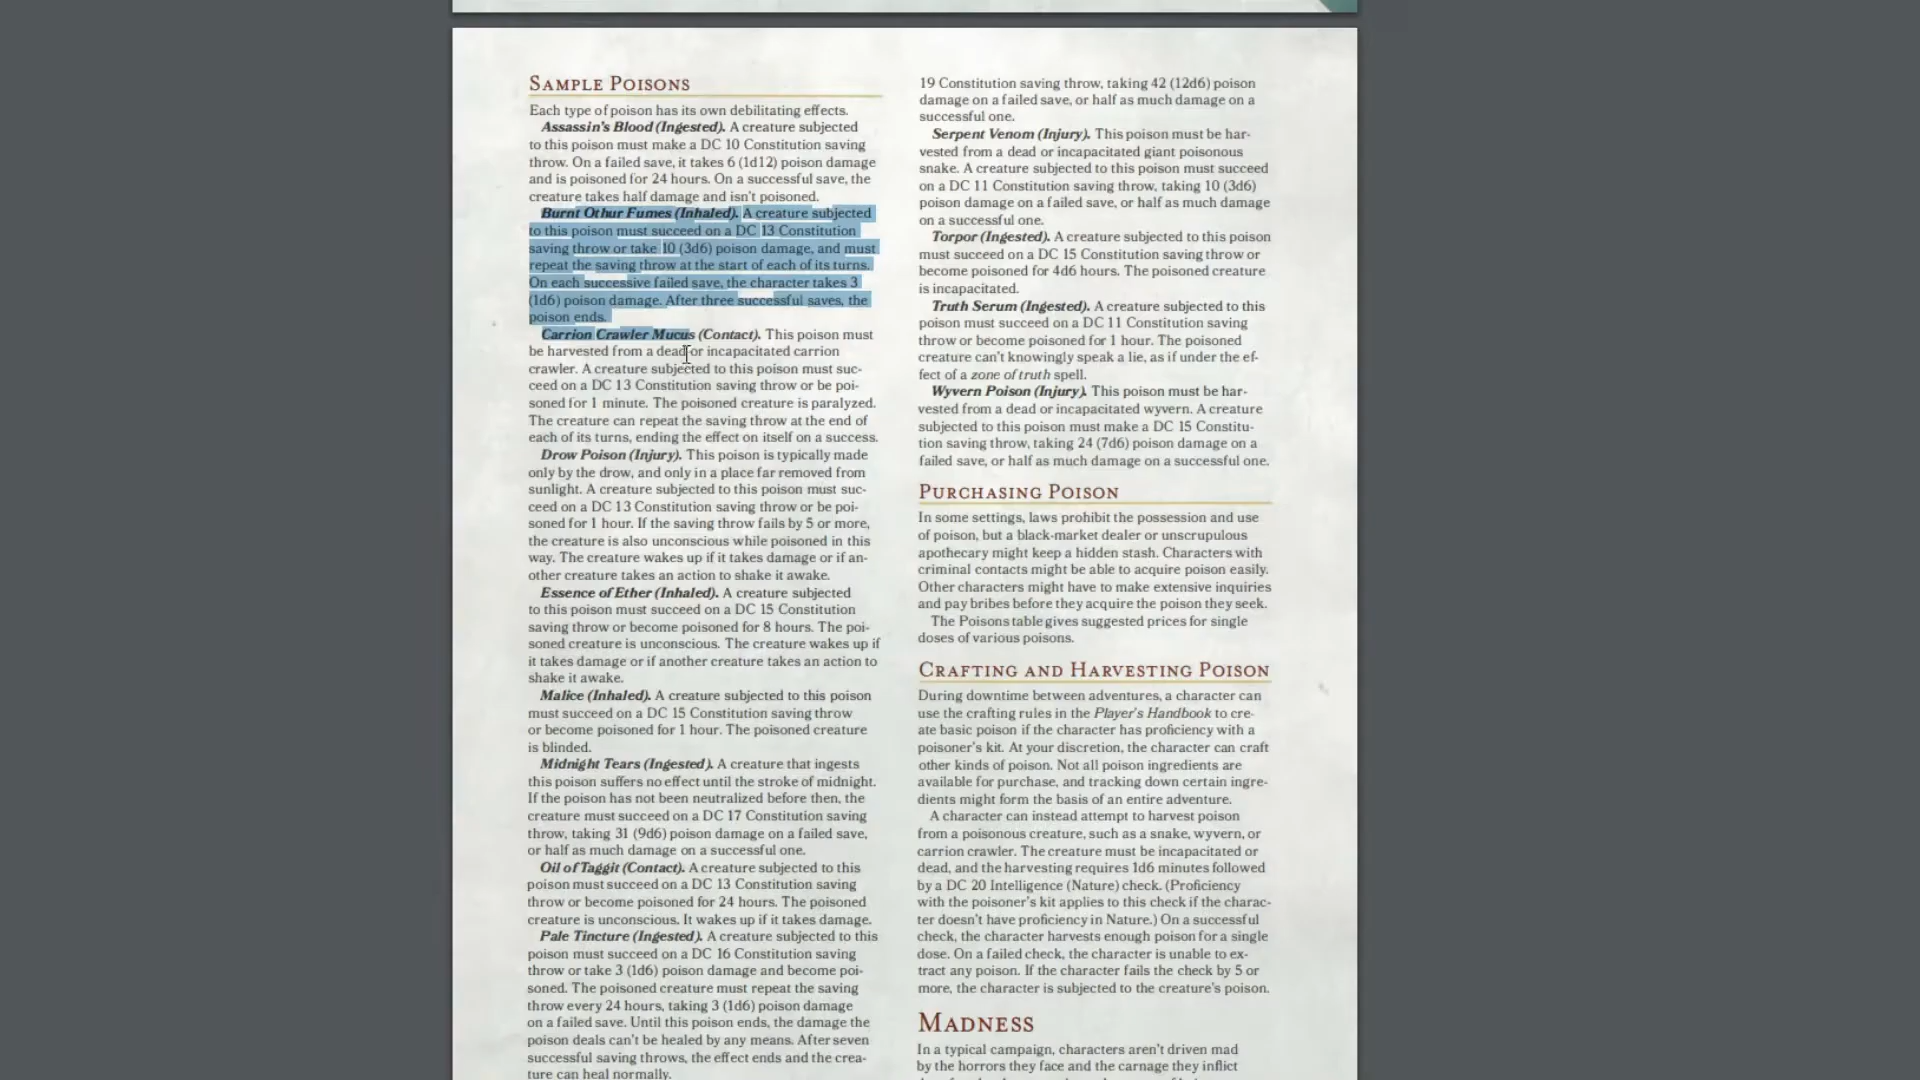 SAMPLE POISONS
Each type of poison has its own debilitating effects.
Assassin's Blood (Ingested). A creature subjected
to this poison must make a DC 10 Constitution saving
throw. On a failed save, it takes 6 (1d12) poison damage
and is poisoned for 24 hours. On a successful save, the
creature takes half damage and isn't poisoned.
Burnt Othur Fumes (Inhaled). A creature subjected
to this poison must succeed on a DC 13 Constitution
saving throw or take 10 (3d6) poison damage, and must
repeat the saving throw at the start of each of its turns.
On each successive failed save, the character takes 3
(1d6) poison damage. After three successful saves, the
poison ends.
Carrion Crawler Mucus (Contact). This poison must
be harvested from a dead or incapacitated carrion
crawler. A creature subjected to this poison must suc-
ceed on a DC 13 Constitution saving throw or be poi-
soned for 1 minute. The poisoned creature is paralyzed.
The creature can repeat the saving throw at the end of
each of its turns, ending the effect on itself on a success.
Drow Poison (Injury). This poison is typically made
only by the drow, and only in a place far removed from
sunlight. A creature subjected to this poison must suc-
ceed on a DC 13 Constitution saving throw or be poi-
soned for 1 hour. If the saving throw fails by 5 or more,
the creature is also unconscious while poisoned in this
way. The creature wakes up if it takes damage or if an-
other creature takes an action to shake it awake.
Essence of Ether (Inhaled). A creature subjected
to this poison must succeed on a DC 15 Constitution
saving throw or become poisoned for 8 hours. The poi-
soned creature is unconscious. The creature wakes up if
it takes damage or if another creature takes an action to
shake it awake.
Malice (Inhaled). A creature subjected to this poison
must succeed on a DC 15 Constitution saving throw
or become poisoned for 1 hour. The poisoned creature
is blinded.
Midnight Tears (Ingested). A creature that ingests
this poison suffers no effect until the stroke of midnight.
If the poison has not been neutralized before then, the
creature must succeed on a DC 17 Constitution saving
throw, taking 31 (9d6) poison damage on a failed save,
or half as much damage on a successful one.
Oil of Taggit (Contact). A creature subjected to this
poison must succeed on a DC 13 Constitution saving
throw or become poisoned for 24 hours. The poisoned
creature is unconscious. It wakes up if it takes damage.
Pale Tincture (Ingested). A creature subjected to this
poison must succeed on a DC 16 Constitution saving
throw or take 3 (1d6) poison damage and become poi-
soned. The poisoned creature must repeat the saving
throw every 24 hours, taking 3 (1d6) poison damage
on a failed save. Until this poison ends, the damage the
poison deals can't be healed by any means. After seven
successful saving throws, the effect ends and the crea-
ture can heal normally.
19 Constitution saving throw, taking 42 (12d6) poison
damage on a failed save, or half as much damage on a
successful one.
Serpent Venom (Injury). This poison must be har-
vested from a dead or incapacitated giant poisonous
snake. A creature subjected to this poison must succeed
on a DC 11 Constitution saving throw, taking 10 (3d6)
poison damage on a failed save, or half as much damage
on a successful one.
Torpor (Ingested). A creature subjected to this poison
must succeed on a DC 15 Constitution saving throw or
become poisoned for 4d6 hours. The poisoned creature
is incapacitated.
Truth Serum (Ingested). A creature subjected to this
poison must succeed on a DC 11 Constitution saving
throw or become poisoned for 1 hour. The poisoned
creature can't knowingly speak a lie, as if under the ef-
fect of a zone of truth spell.
Wyvern Poison (Injury). This poison must be har-
vested from a dead or incapacitated wyvern. A creature
subjected to this poison must make a DC 15 Constitu-
tion saving throw, taking 24 (7d6) poison damage on a
failed save, or half as much damage on a successful one.
PURCHASING POISON
In some settings, laws prohibit the possession and use
of poison, but a black-market dealer or unscrupulous
apothecary might keep a hidden stash. Characters with
criminal contacts might be able to acquire poison easily.
Other characters might have to make extensive inquiries
and pay bribes before they acquire the poison they seek.
The Poisons table gives suggested prices for single
doses of various poisons.
CRAFTING AND HARVESTING POISON
During downtime between adventures, a character can
use the crafting rules in the Player's Handbook to cre-
ate basic poison if the character has proficiency with a
poisoner's kit. At your discretion, the character can craft
other kinds of poison. Not all poison ingredients are
available for purchase, and tracking down certain ingre-
dients might form the basis of an entire adventure.
A character can instead attempt to harvest poison
from a poisonous creature, such as a snake, wyvern, or
carrion crawler. The creature must be incapacitated or
dead, and the harvesting requires 1d6 minutes followed
by a DC 20 Intelligence (Nature) check. (Proficiency
with the poisoner's kit applies to this check if the charac-
ter doesn't have proficiency in Nature.) On a successful
check, the character harvests enough poison for a single
dose. On a failed check, the character is unable to ex-
tract any poison. If the character fails the check by 5 or
more, the character is subjected to the creature's poison.
MADNESS
In a typical campaign, characters aren't driven mad
by the horrors they face and the carnage they inflict